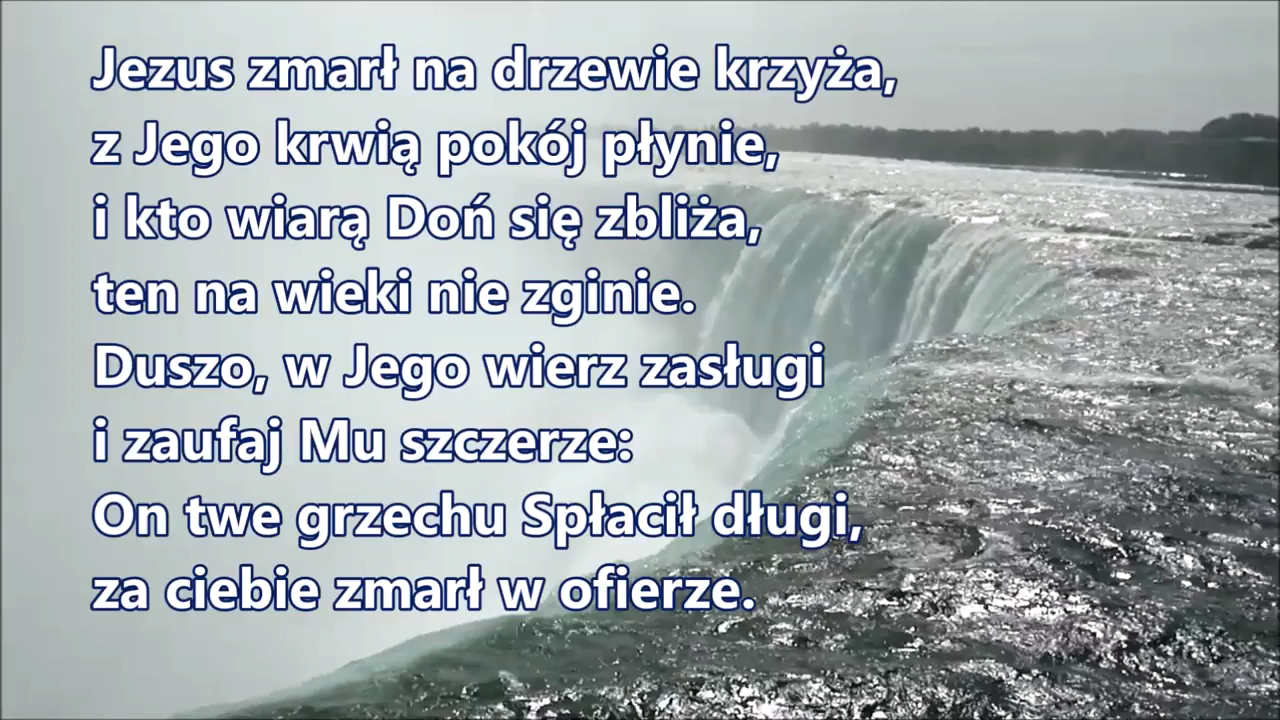 Jezus zmarł na drzewie krzyża,
z Jego krwią pokój płynie,
i kto wiarą Doń się zbliża,
ten na wieki nie zginie.
Duszo, w Jego wierz zasługi
i zaufaj Mu szczerze:
On twe grzechu Spłacił długi,
za ciebie zmarł w ofierze.